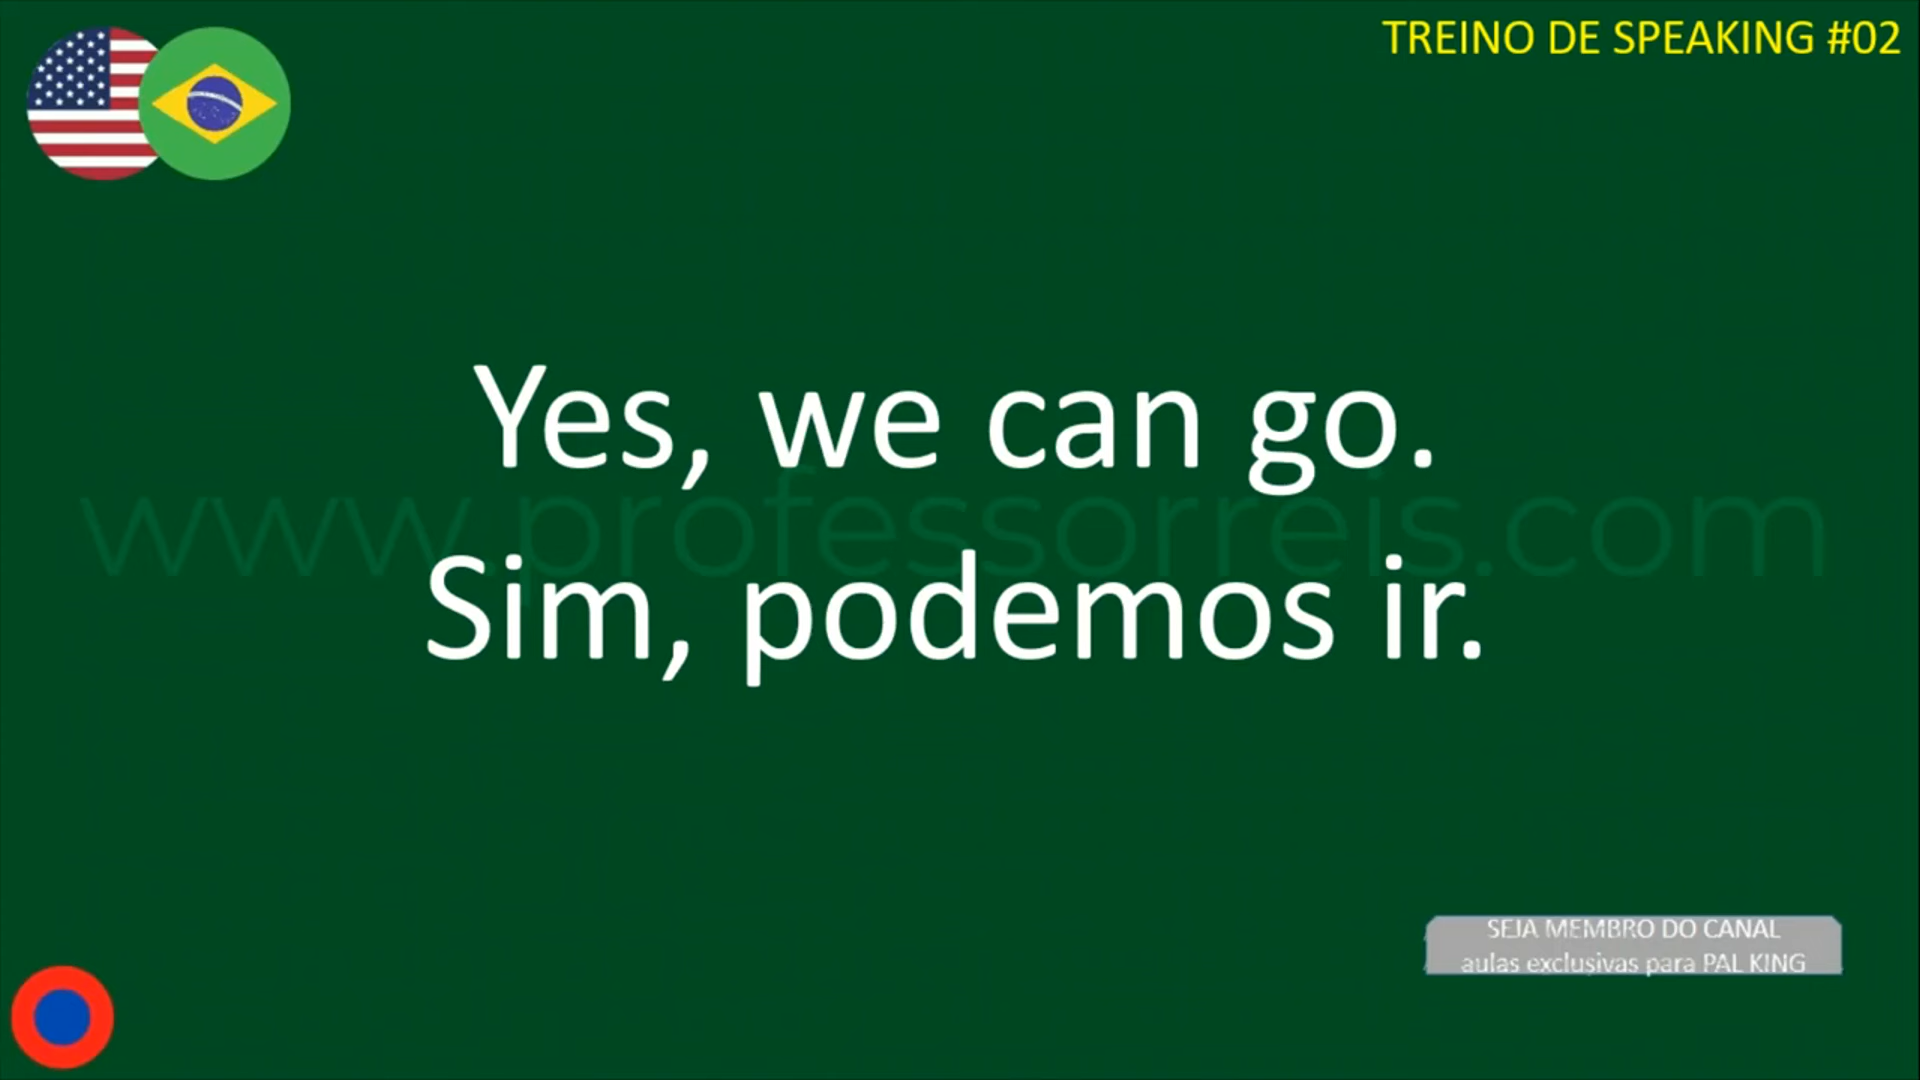 TREINO DE SPEAKING #02
Yes, we can go.
www.professorreis.com
Sim, podemos ir.
SEJA MEMBRO DO CANAL
aulas exclusivas para PAL KING